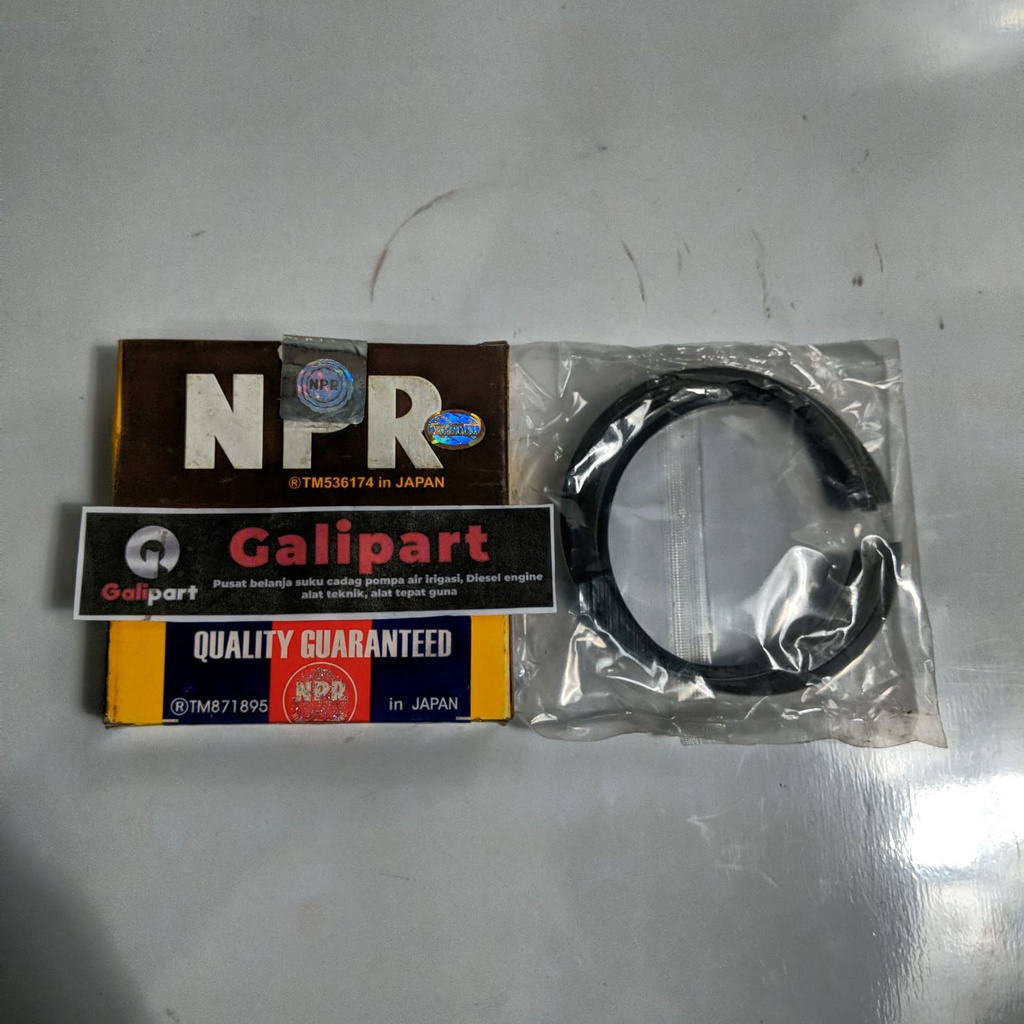 NPR
NPR
®TM536174 in JAPAN
Galipart
Galipart
Pusat belanja suku cadag pompa air irigasi, Diesel engine
alat teknik, alat tepat guna
QUALITY GUARANTEED
NPR
®TM871895
in JAPAN